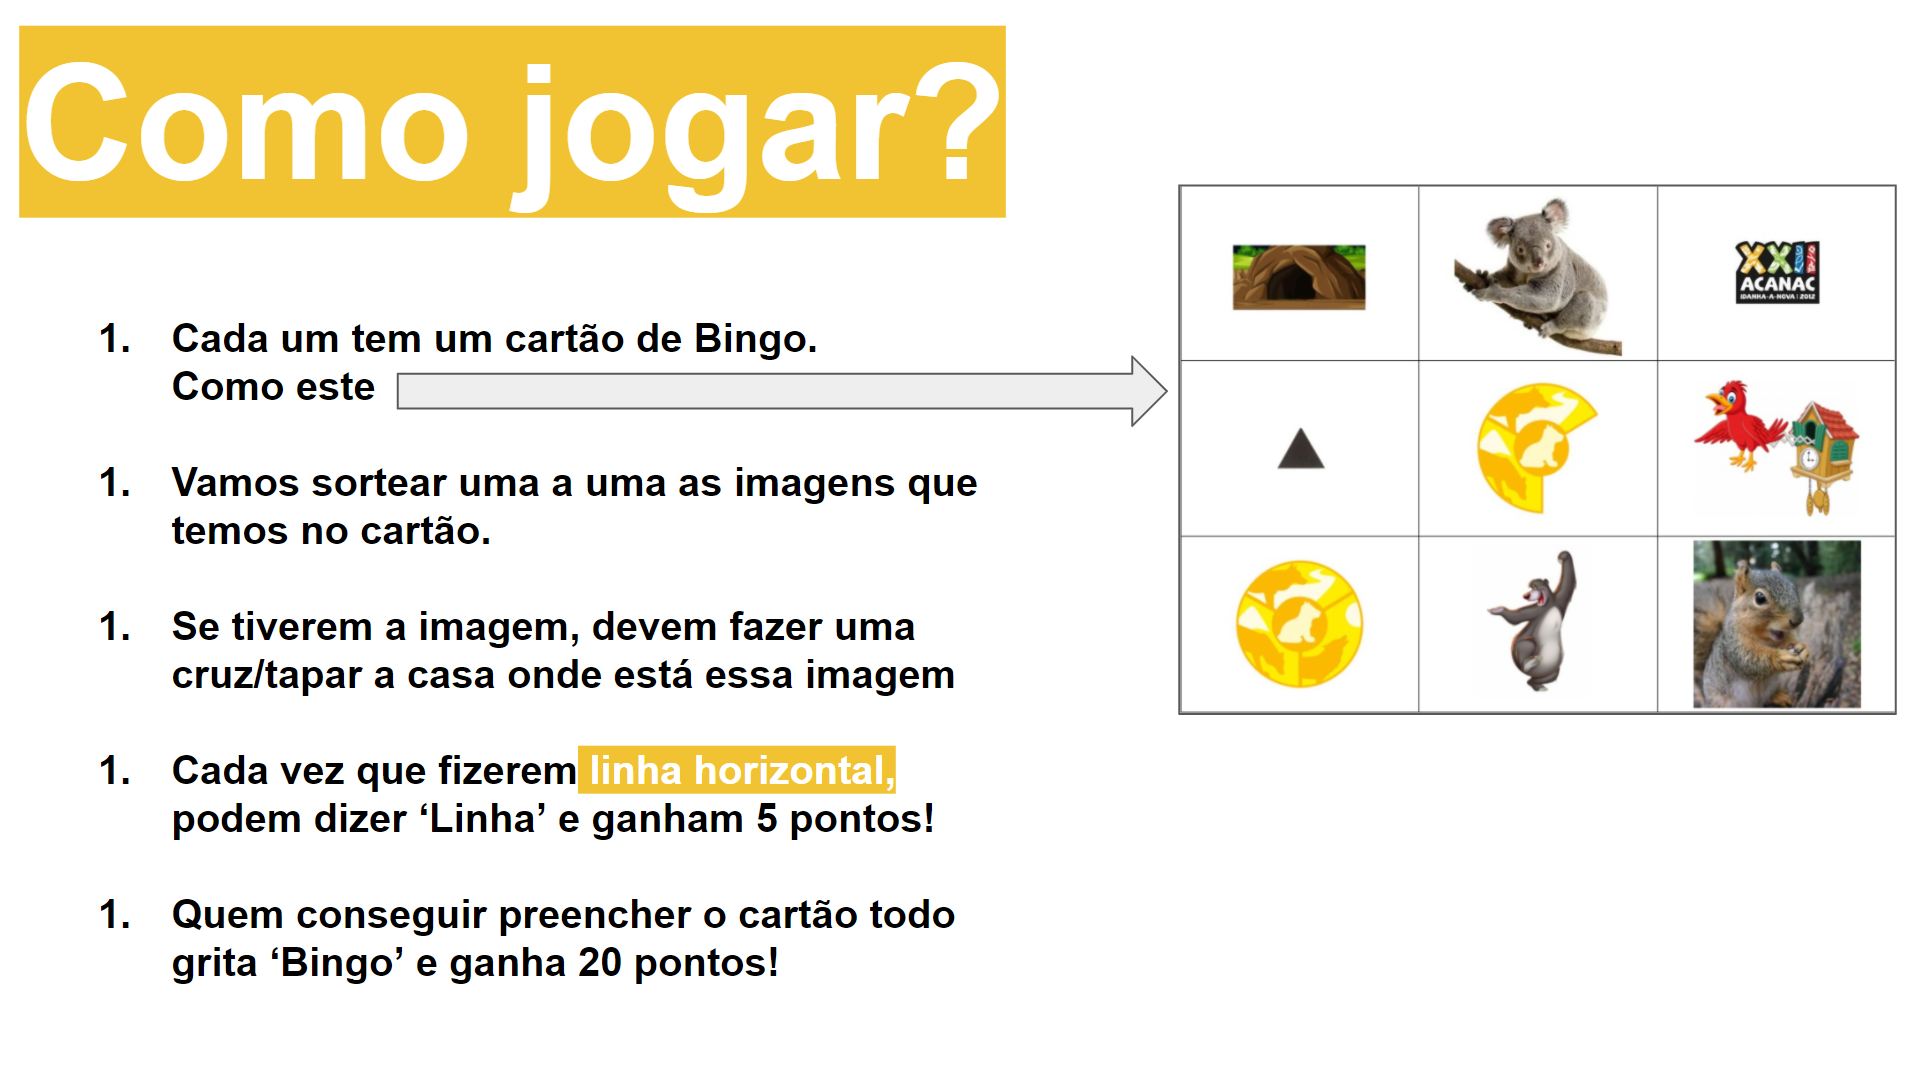 Como jogar?
1. Cada um tem um cartão de Bingo.
Como este
1. Vamos sortear uma a uma as imagens que
temos no cartão.
1. Se tiverem a imagem, devem fazer uma
cruz/tapar a casa onde está essa imagem
1. Cada vez que fizerem linha horizontal,
podem dizer ‘Linha’ e ganham 5 pontos!
1. Quem conseguir preencher o cartão todo
grita ‘Bingo’ e ganha 20 pontos!
XXII
ACANAC
IDANHA-A-NOVA | 2012